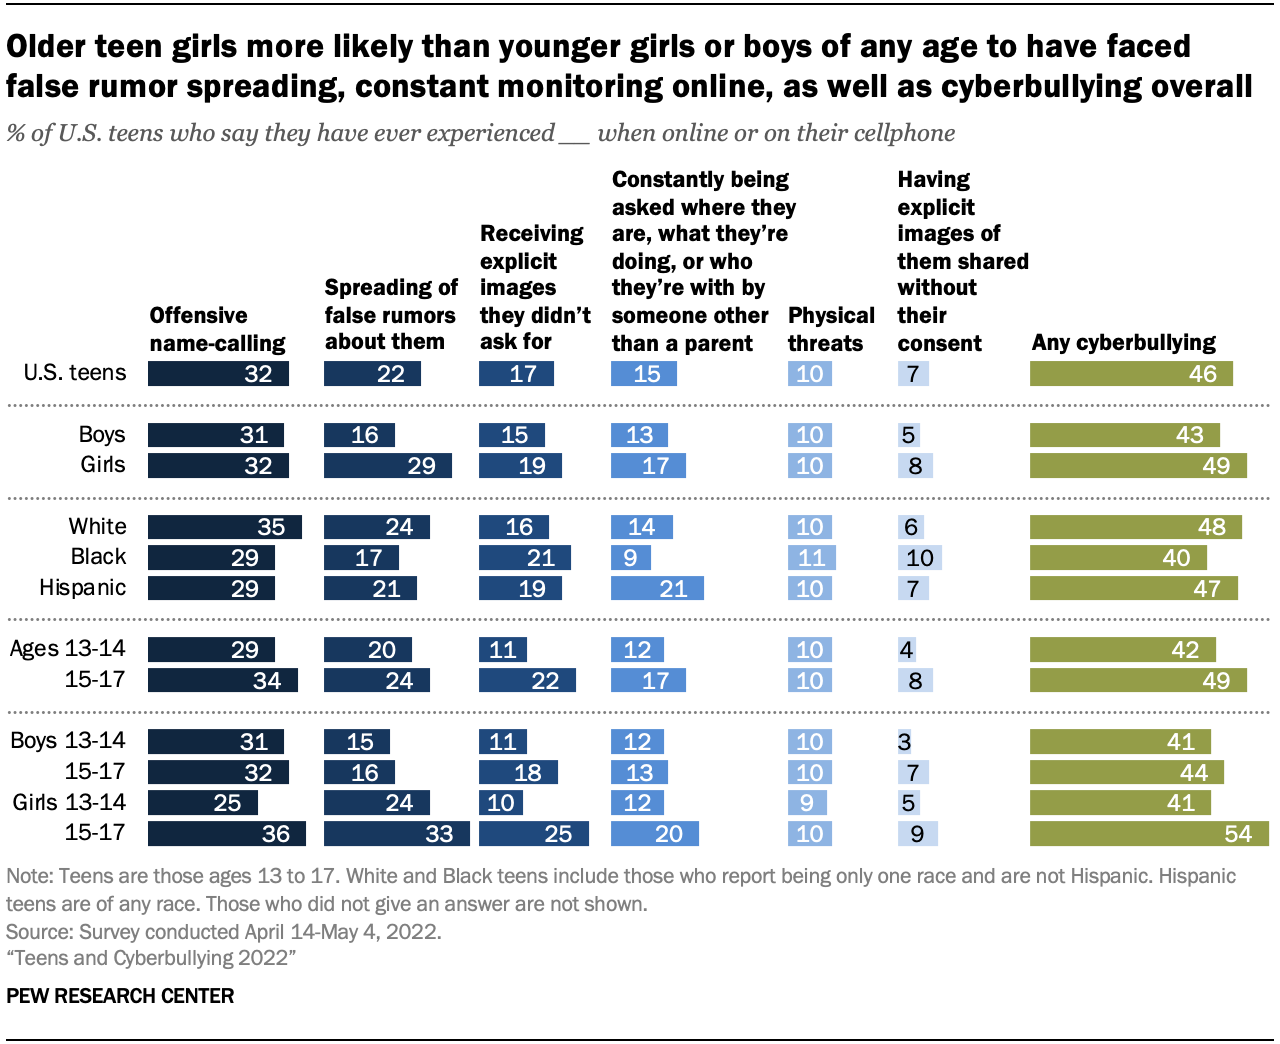 Older teen girls more likely than younger girls or boys of any age to have faced
false rumor spreading, constant monitoring online, as well as cyberbullying overall
% of U.S. teens who say they have ever experienced __ when online or on their cellphone
Offensive
name-calling
Spreading of
false rumors
about them
Receiving
explicit
images
they didn't
ask for
Constantly being
asked where they
are, what they're
doing, or who
they're with by
someone other
than a parent
Physical
threats
Having
explicit
images of
them shared
without
their
consent
Any cyberbullying
U.S. teens 32 22 17 15 10 7 46
Boys 31 16 15 13 10 5 43
Girls 32 29 19 17 10 8 49
White 35 24 16 14 10 6 48
Black 29 17 21 9 11 10 40
Hispanic 29 21 19 21 10 7 47
Ages 13-14 29 20 11 12 10 4 42
15-17 34 24 22 17 10 8 49
Boys 13-14 31 15 11 12 10 3 41
15-17 32 16 18 13 10 7 44
Girls 13-14 25 24 10 12 9 5 41
15-17 36 33 25 20 10 9 54
Note: Teens are those ages 13 to 17. White and Black teens include those who report being only one race and are not Hispanic. Hispanic
teens are of any race. Those who did not give an answer are not shown.
Source: Survey conducted April 14-May 4, 2022.
“Teens and Cyberbullying 2022”
PEW RESEARCH CENTER